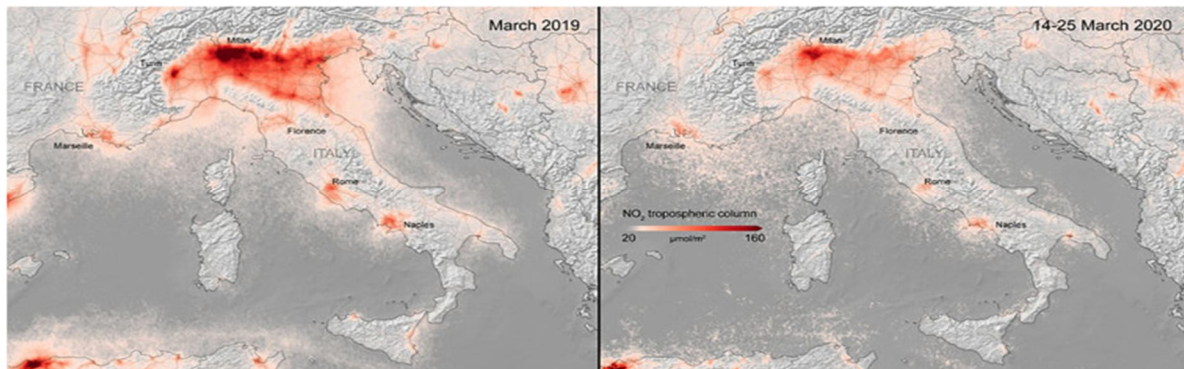 March 2019
Milan
Turin
FRANCE
Florence
Marseille
ITALY
Rome
Naples
14-25 March 2020
Milan
Turin
FRANCE
Florence
Marseille
ITALY
Rome
NO₂ tropospheric column
Naples
20 µmol/m² 160